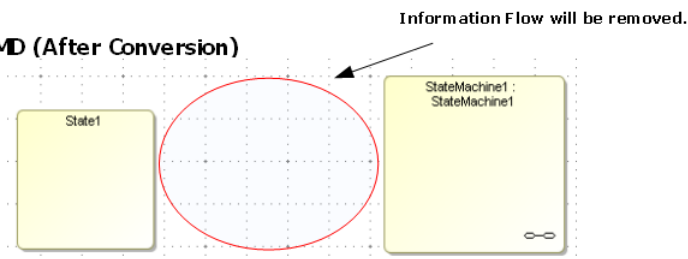 Information Flow will be removed.
MD (After Conversion)
State1
StateMachine1 :
StateMachine1